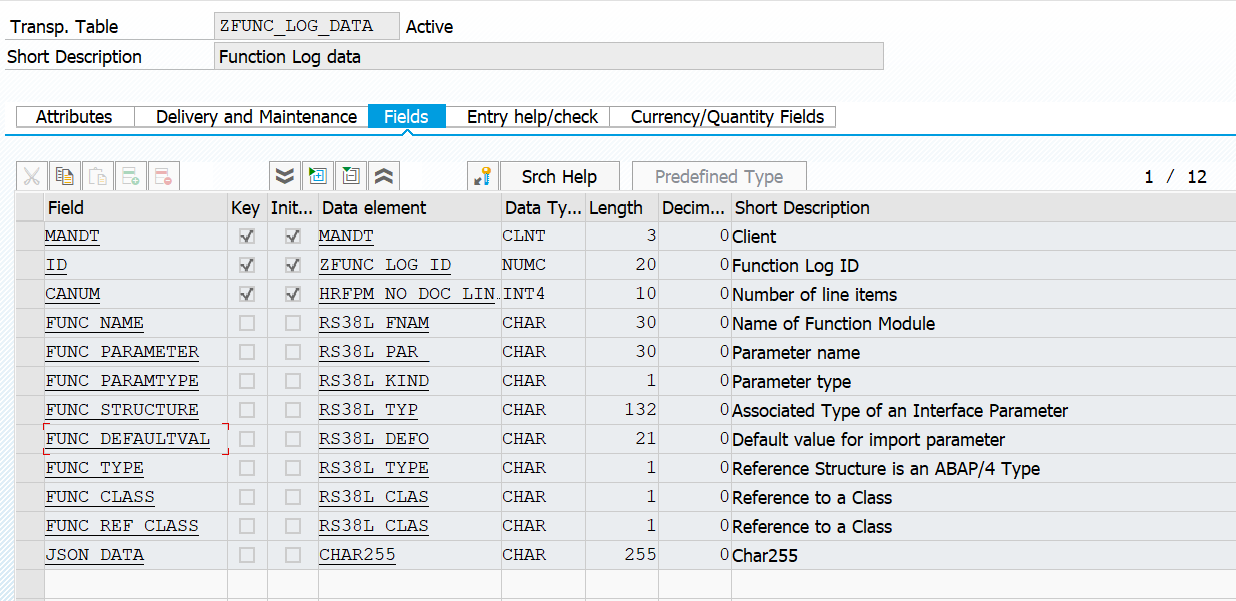 Transp. Table ZFUNC_LOG_DATA Active
Short Description Function Log data
Attributes Delivery and Maintenance Fields Entry help/check Currency/Quantity Fields
Srch Help Predefined Type 1 / 12
Field Key Init... Data element Data Ty... Length Decim... Short Description
MANDT MANDT CLNT 3 0 Client
ID ZFUNC_LOG_ID NUMC 20 0 Function Log ID
CANUM HRFPM_NO_DOC_LIN. INT4 10 0 Number of line items
FUNC_NAME RS38L_FNAM CHAR 30 0 Name of Function Module
FUNC_PARAMETER RS38L_PAR_ CHAR 30 0 Parameter name
FUNC_PARAMTYPE RS38L_KIND CHAR 1 0 Parameter type
FUNC_STRUCTURE RS38L_TYP CHAR 132 0 Associated Type of an Interface Parameter
FUNC_DEFAULTVAL RS38L_DEFO CHAR 21 0 Default value for import parameter
FUNC_TYPE RS38L_TYPE CHAR 1 0 Reference Structure is an ABAP/4 Type
FUNC_CLASS RS38L_CLAS CHAR 1 0 Reference to a Class
FUNC_REF_CLASS RS38L_CLAS CHAR 1 0 Reference to a Class
JSON_DATA CHAR255 CHAR 255 0 Char255